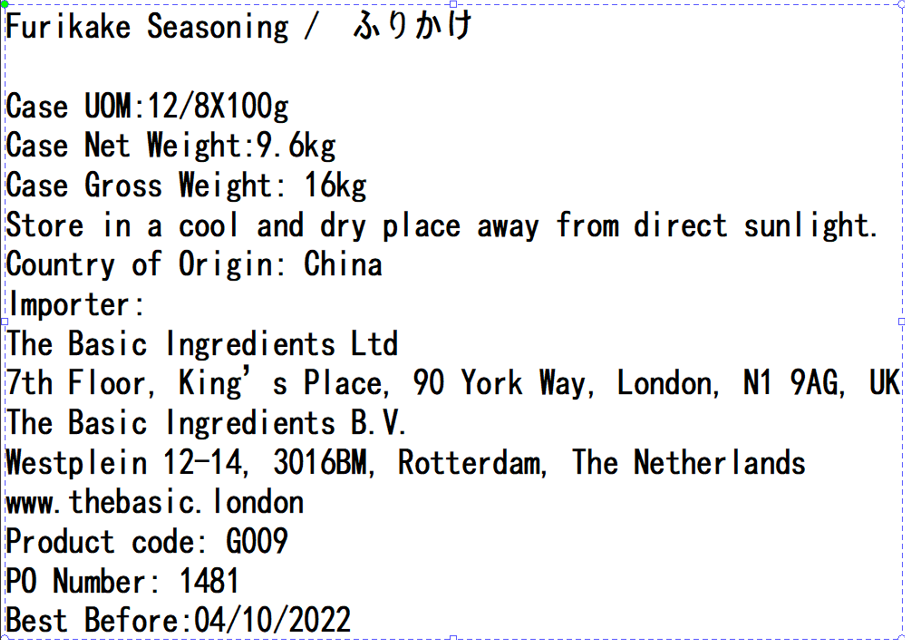 Furikake Seasoning /　ふりかけ
Case UOM:12/8X100g
Case Net Weight:9.6kg
Case Gross Weight: 16kg
Store in a cool and dry place away from direct sunlight.
Country of Origin: China
Importer:
The Basic Ingredients Ltd
7th Floor, King’s Place, 90 York Way, London, N1 9AG, UK
The Basic Ingredients B.V.
Westplein 12-14, 3016BM, Rotterdam, The Netherlands
www.thebasic.london
Product code: G009
PO Number: 1481
Best Before:04/10/2022